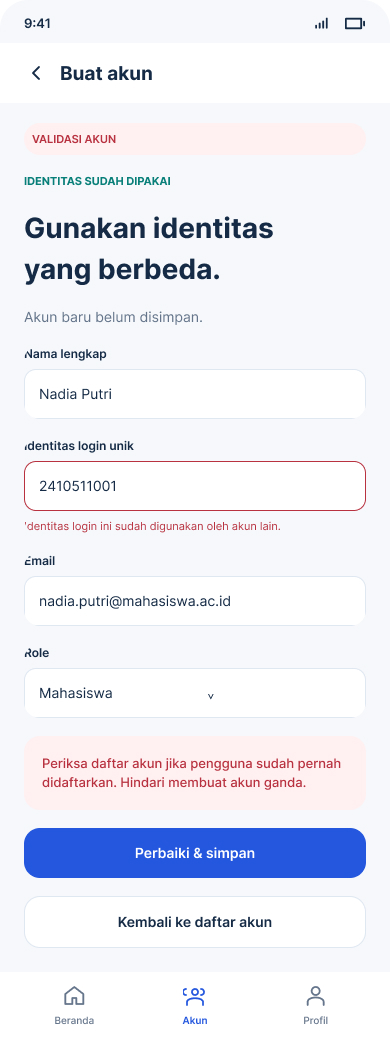 9:41
Buat akun
VALIDASI AKUN
IDENTITAS SUDAH DIPAKAI
Gunakan identitas
yang berbeda.
Akun baru belum disimpan.
Nama lengkap
Nadia Putri
Identitas login unik
2410511001
Identitas login ini sudah digunakan oleh akun lain.
Email
nadia.putri@mahasiswa.ac.id
Role
Mahasiswa
Periksa daftar akun jika pengguna sudah pernah
didaftarkan. Hindari membuat akun ganda.
Perbaiki & simpan
Kembali ke daftar akun
Beranda
Akun
Profil